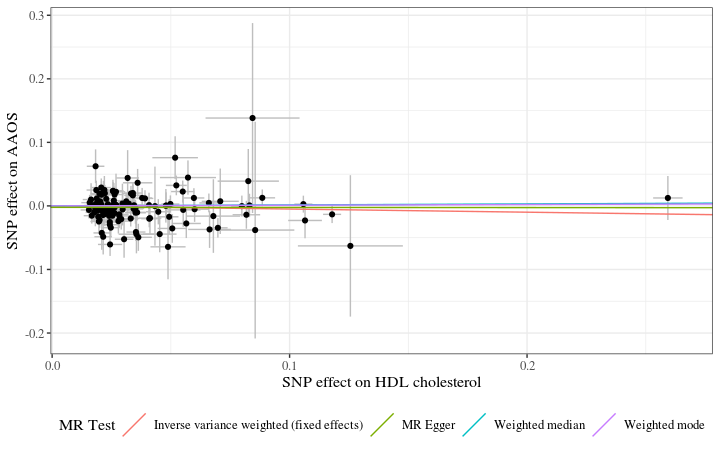 0.3
0.2
0.1
0.0
-0.1
-0.2
SNP effect on AAOS
0.0
0.1
0.2
SNP effect on HDL cholesterol
MR Test
Inverse variance weighted (fixed effects)
MR Egger
Weighted median
Weighted mode